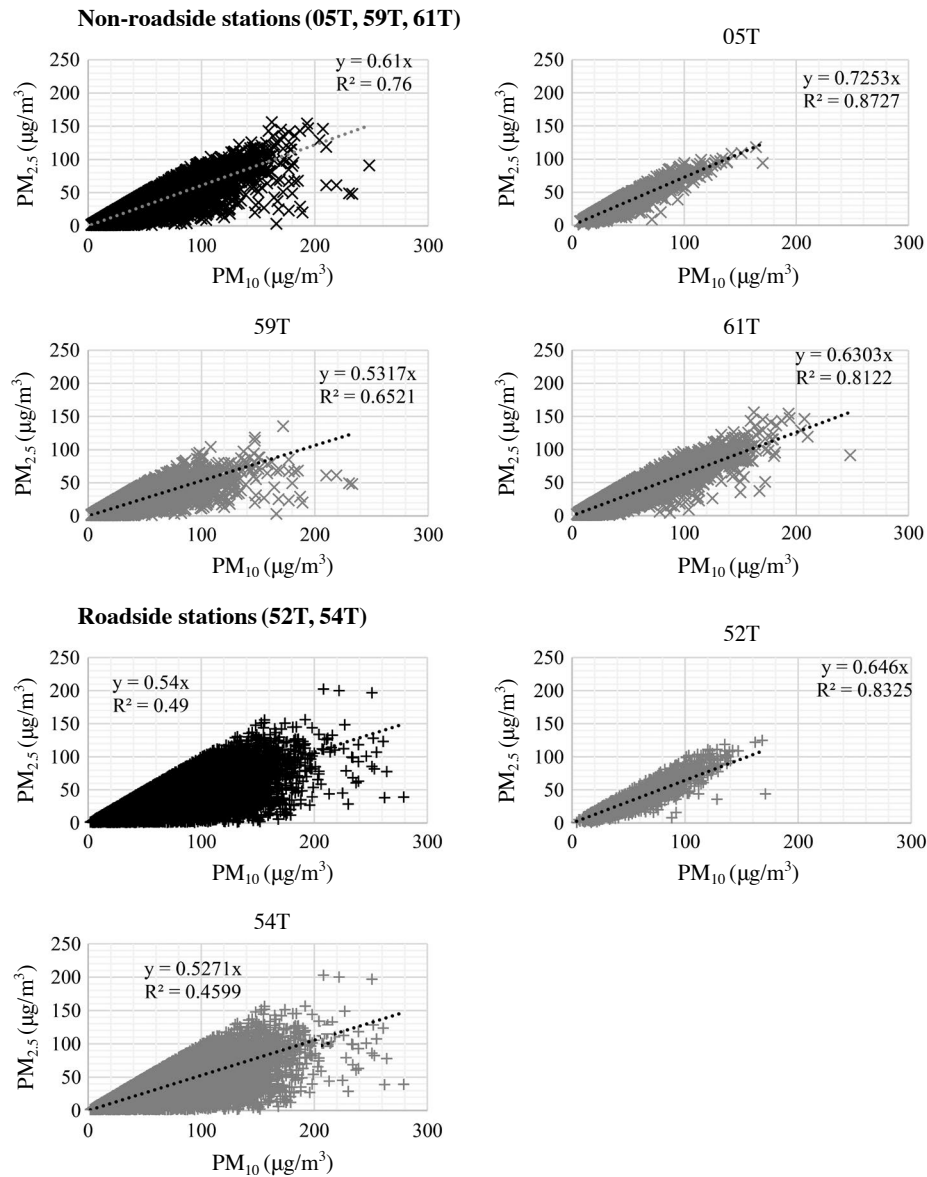 Non-roadside stations (05T, 59T, 61T)
y = 0.61x
R² = 0.76
PM2.5 (µg/m³)
250
200
150
100
50
0
0 100 200 300
PM10 (µg/m³)
05T
y = 0.7253x
R² = 0.8727
PM2.5 (µg/m³)
250
200
150
100
50
0
0 100 200 300
PM10 (µg/m³)
59T
y = 0.5317x
R² = 0.6521
PM2.5 (µg/m³)
250
200
150
100
50
0
0 100 200 300
PM10 (µg/m³)
61T
y = 0.6303x
R² = 0.8122
PM2.5 (µg/m³)
250
200
150
100
50
0
0 100 200 300
PM10 (µg/m³)
Roadside stations (52T, 54T)
y = 0.54x
R² = 0.49
PM2.5 (µg/m³)
250
200
150
100
50
0
0 100 200 300
PM10 (µg/m³)
52T
y = 0.646x
R² = 0.8325
PM2.5 (µg/m³)
250
200
150
100
50
0
0 100 200 300
PM10 (µg/m³)
54T
y = 0.5271x
R² = 0.4599
PM2.5 (µg/m³)
250
200
150
100
50
0
0 100 200 300
PM10 (µg/m³)